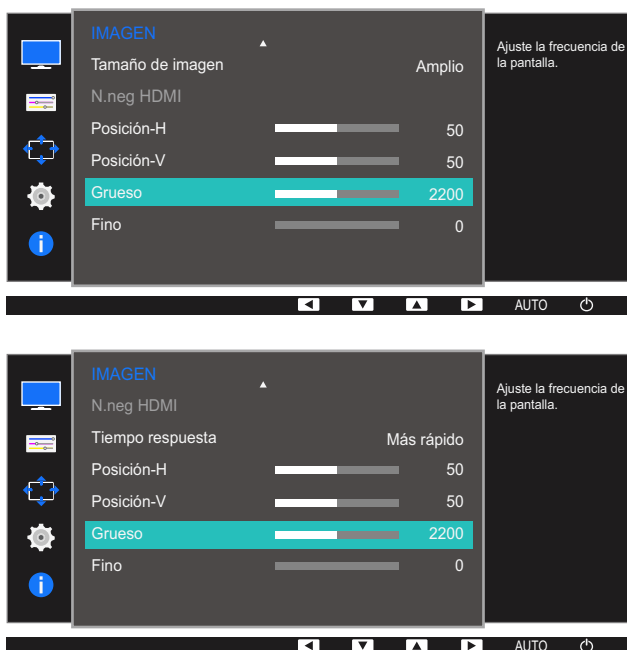 IMAGEN
Tamaño de imagen Amplio
N.neg HDMI
Posición-H 50
Posición-V 50
Grueso 2200
Fino 0
Ajuste la frecuencia de
la pantalla.
AUTO
IMAGEN
N.neg HDMI
Tiempo respuesta Más rápido
Posición-H 50
Posición-V 50
Grueso 2200
Fino 0
Ajuste la frecuencia de
la pantalla.
AUTO